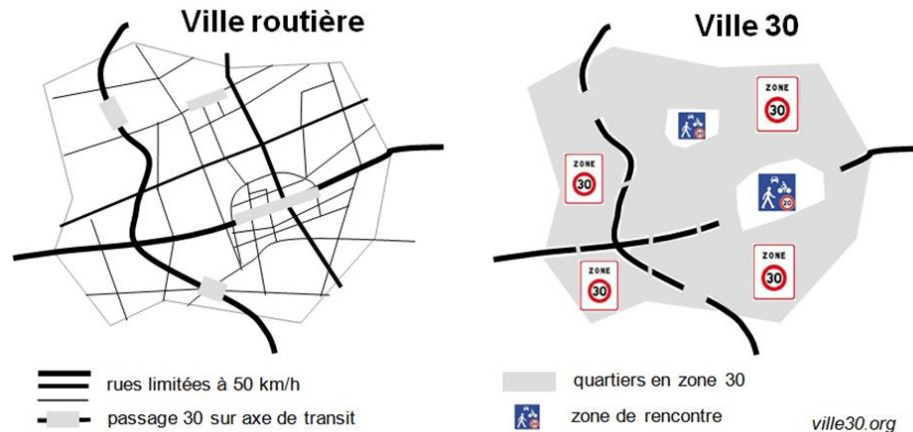 Ville routière
Ville 30
ZONE
30
ZONE
30
20
ZONE
30
ZONE
30
rues limitées à 50 km/h
passage 30 sur axe de transit
quartiers en zone 30
zone de rencontre
ville30.org